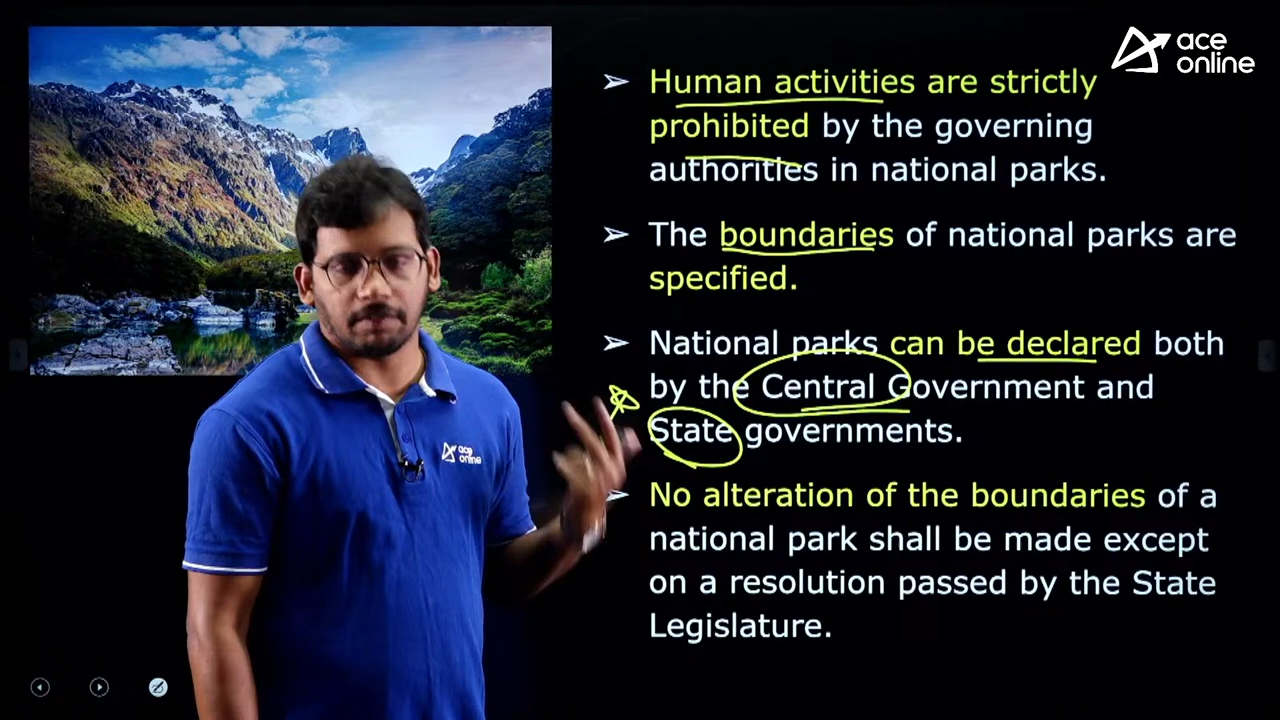 ace
online
➢ Human activities are strictly
prohibited by the governing
authorities in national parks.
➢ The boundaries of national parks are
specified.
➢ National parks can be declared both
by the Central Government and
State governments.
➢ No alteration of the boundaries of a
national park shall be made except
on a resolution passed by the State
Legislature.
ace
online